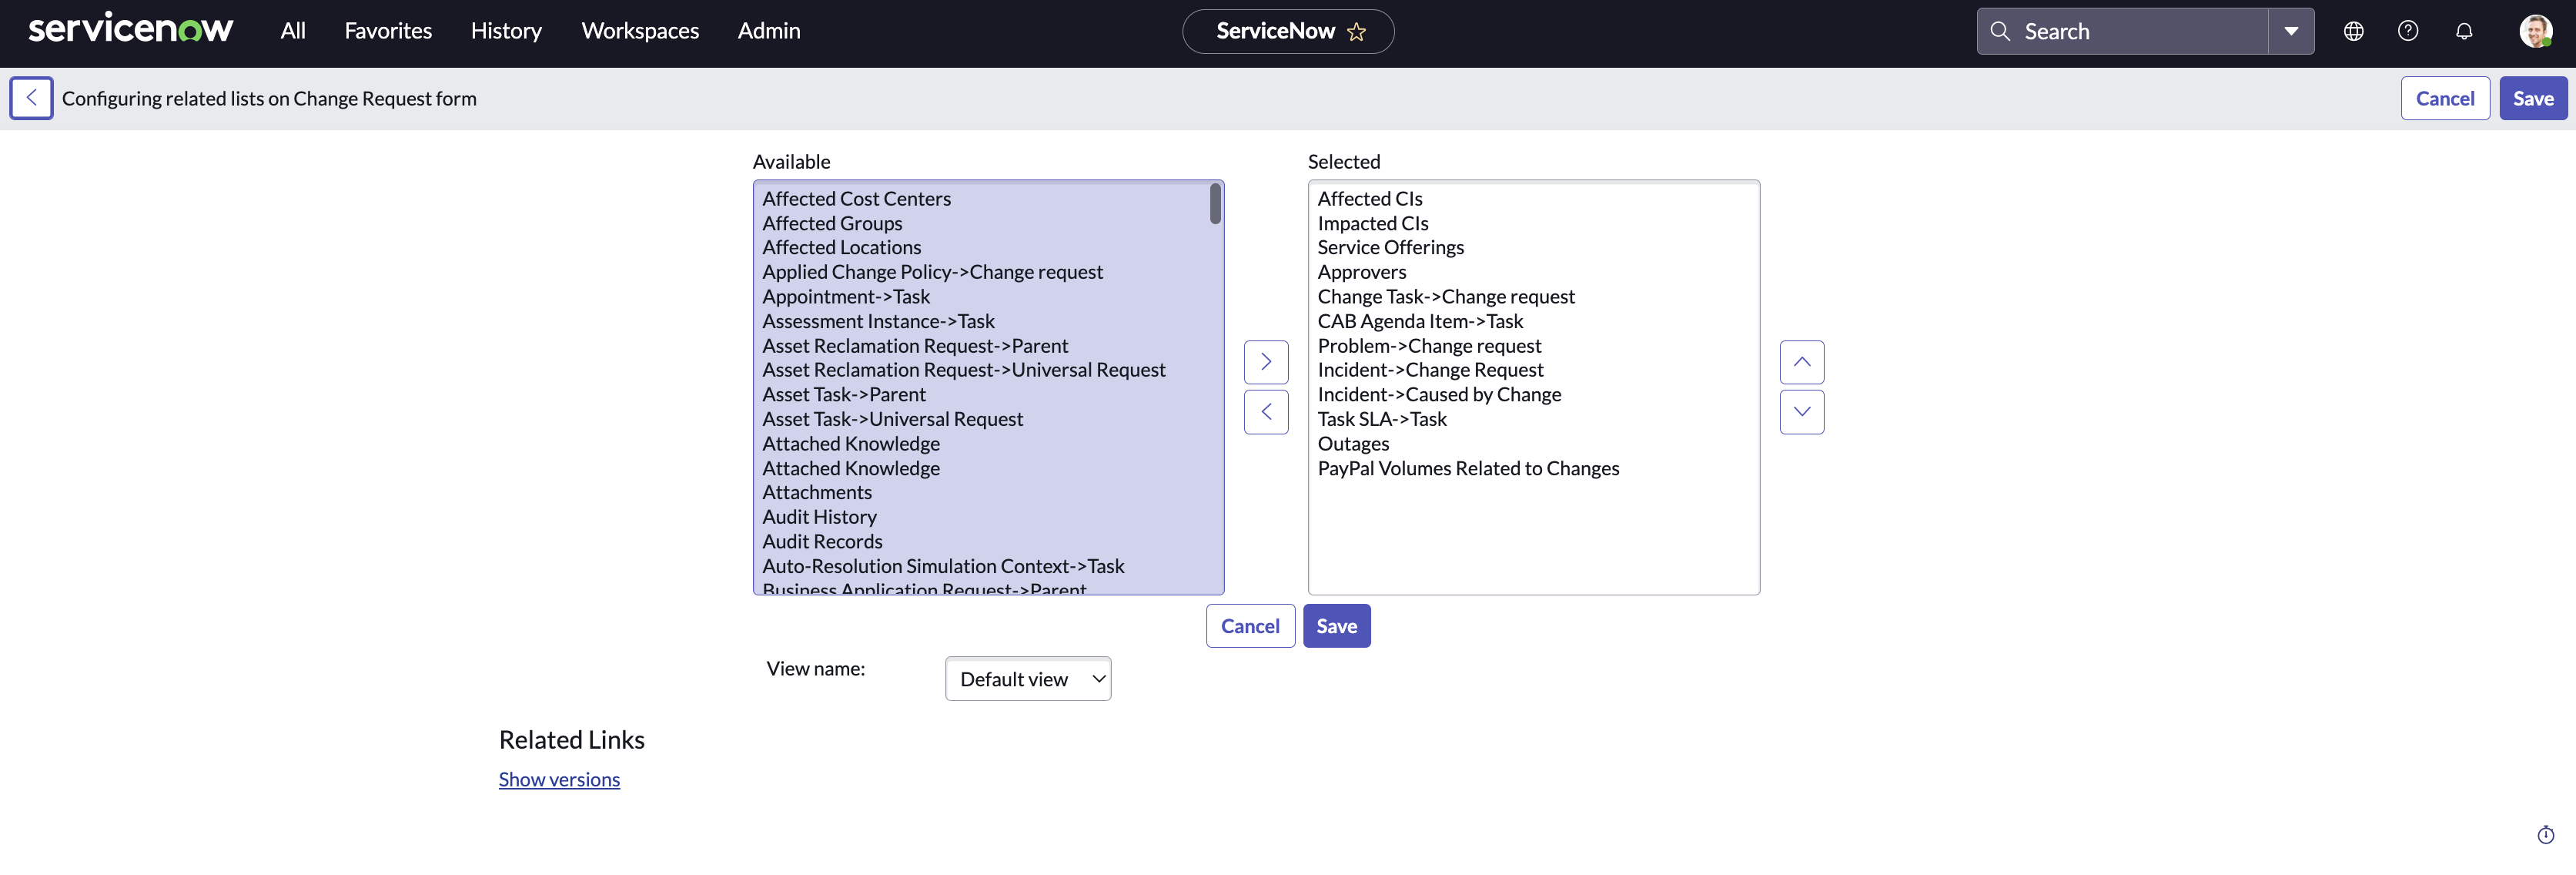 servicenow
All
Favorites
History
Workspaces
Admin
ServiceNow
Search
Configuring related lists on Change Request form
Cancel
Save
Available
Affected Cost Centers
Affected Groups
Affected Locations
Applied Change Policy->Change request
Appointment->Task
Assessment Instance->Task
Asset Reclamation Request->Parent
Asset Reclamation Request->Universal Request
Asset Task->Parent
Asset Task->Universal Request
Attached Knowledge
Attached Knowledge
Attachments
Audit History
Audit Records
Auto-Resolution Simulation Context->Task
Business Application Request->Parent
Selected
Affected CIs
Impacted CIs
Service Offerings
Approvers
Change Task->Change request
CAB Agenda Item->Task
Problem->Change request
Incident->Change Request
Incident->Caused by Change
Task SLA->Task
Outages
PayPal Volumes Related to Changes
Cancel
Save
View name:
Default view
Related Links
Show versions